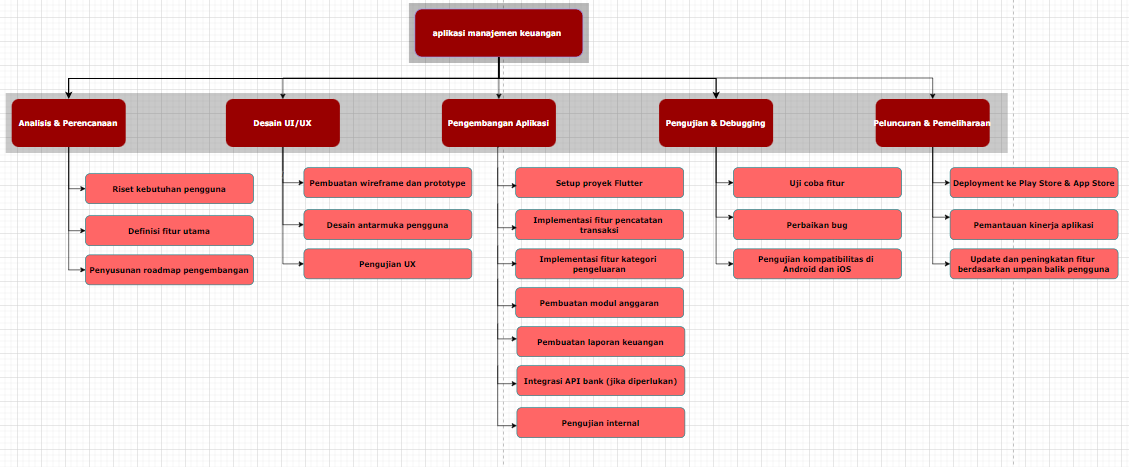 aplikasi manajemen keuangan
Analisis & Perencanaan
Riset kebutuhan pengguna
Definisi fitur utama
Penyusunan roadmap pengembangan
Desain UI/UX
Pembuatan wireframe dan prototype
Desain antarmuka pengguna
Pengujian UX
Pengembangan Aplikasi
Setup proyek Flutter
Implementasi fitur pencatatan
transaksi
Implementasi fitur kategori
pengeluaran
Pembuatan modul anggaran
Pembuatan laporan keuangan
Integrasi API bank (jika diperlukan)
Pengujian internal
Pengujian & Debugging
Uji coba fitur
Perbaikan bug
Pengujian kompatibilitas di
Android dan iOS
Peluncuran & Pemeliharaan
Deployment ke Play Store & App Store
Pemantauan kinerja aplikasi
Update dan peningkatan fitur
berdasarkan umpan balik pengguna